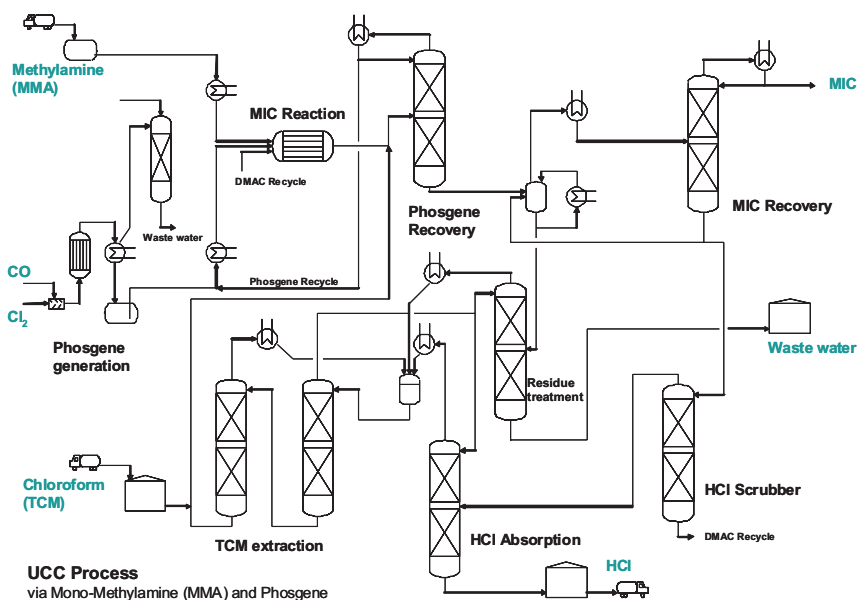 Methylamine
(MMA)
MIC Reaction
DMAC Recycle
MIC
Phosgene
Recovery
MIC Recovery
Waste water
CO
Cl2
Phosgene
generation
Phosgene Recycle
Waste water
Residue
treatment
Chloroform
(TCM)
TCM extraction
HCl Absorption
HCl Scrubber
DMAC Recycle
HCl
UCC Process
via Mono-Methylamine (MMA) and Phosgene